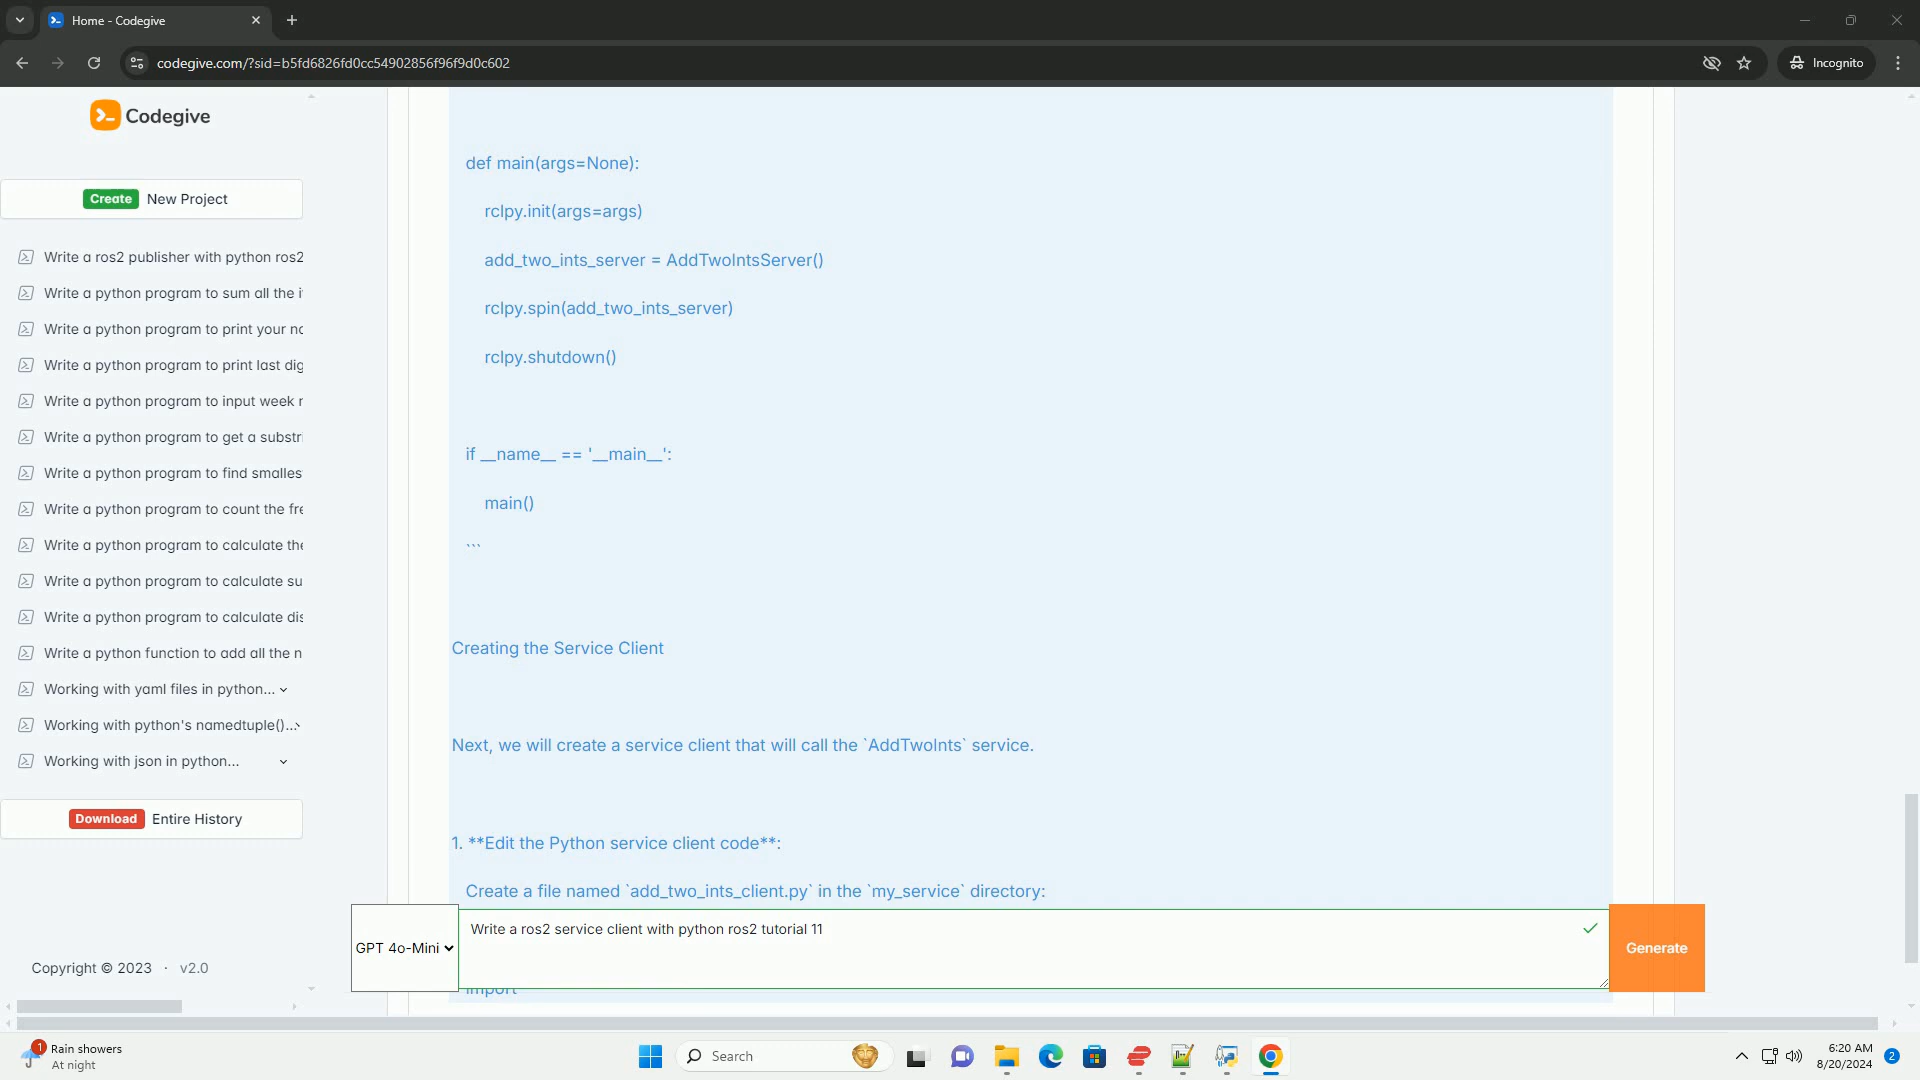 Home - Codegive
codegive.com/?sid=b5fd6826fd0cc54902856f96f9d0c602
Incognito
Codegive
Create New Project
Write a ros2 publisher with python ros2
Write a python program to sum all the i
Write a python program to print your na
Write a python program to print last dig
Write a python program to input week r
Write a python program to get a substri
Write a python program to find smalles
Write a python program to count the fre
Write a python program to calculate the
Write a python program to calculate su
Write a python program to calculate dis
Write a python function to add all the n
Working with yaml files in python...
Working with python's namedtuple()...
Working with json in python...
Download Entire History
Copyright © 2023 · v2.0
def main(args=None):
rclpy.init(args=args)
add_two_ints_server = AddTwoIntsServer()
rclpy.spin(add_two_ints_server)
rclpy.shutdown()
if __name__ == '__main__':
main()
```
Creating the Service Client
Next, we will create a service client that will call the `AddTwoInts` service.
1. **Edit the Python service client code**:
Create a file named `add_two_ints_client.py` in the `my_service` directory:
GPT 4o-Mini
Write a ros2 service client with python ros2 tutorial 11
Generate
import
1
Rain showers
At night
Search
6:20 AM
8/20/2024
2